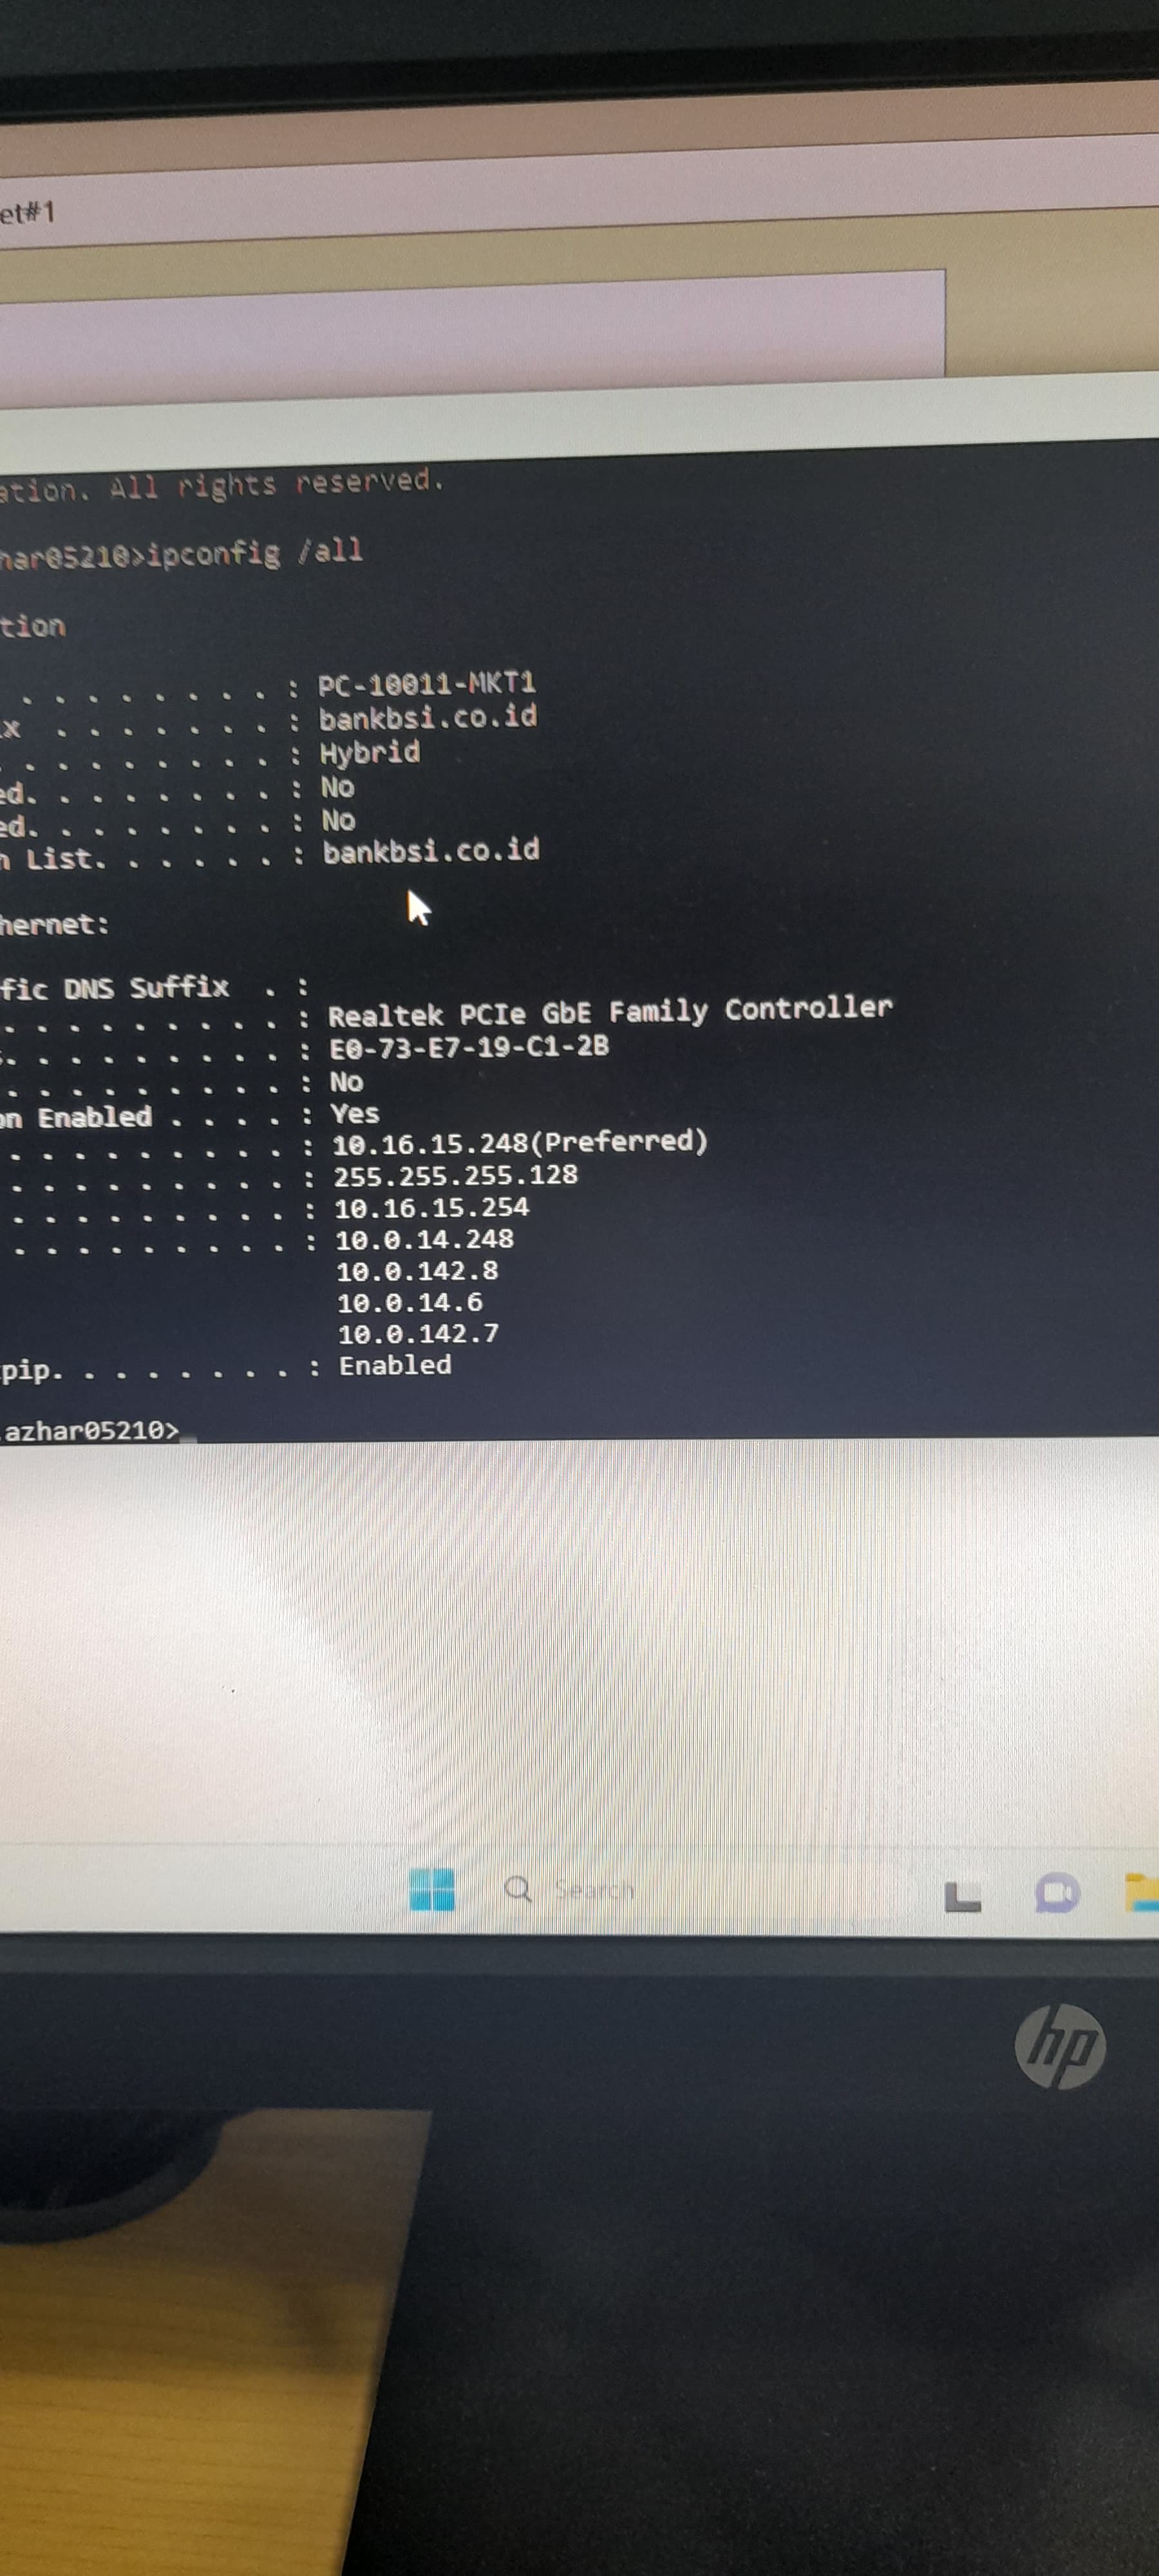 et#1
ation. All rights reserved.
har05210>ipconfig /all
tion
. . . . . . . . : PC-10011-MKT1
x . . . . . . . : bankbsi.co.id
. . . . . . . . . : Hybrid
ed. . . . . . . . : No
ed. . . . . . . . : No
h List. . . . . . : bankbsi.co.id
hernet:
fic DNS Suffix . :
. . . . . . . . . . : Realtek PCIe GbE Family Controller
s. . . . . . . . . : E0-73-E7-19-C1-2B
. . . . . . . . . . : No
on Enabled . . . . : Yes
. . . . . . . . . . : 10.16.15.248(Preferred)
. . . . . . . . . . : 255.255.255.128
. . . . . . . . . . : 10.16.15.254
. . . . . . . . . . : 10.0.14.248
10.0.142.8
10.0.14.6
10.0.142.7
pip. . . . . . . . : Enabled
.azhar05210>
Search
hp